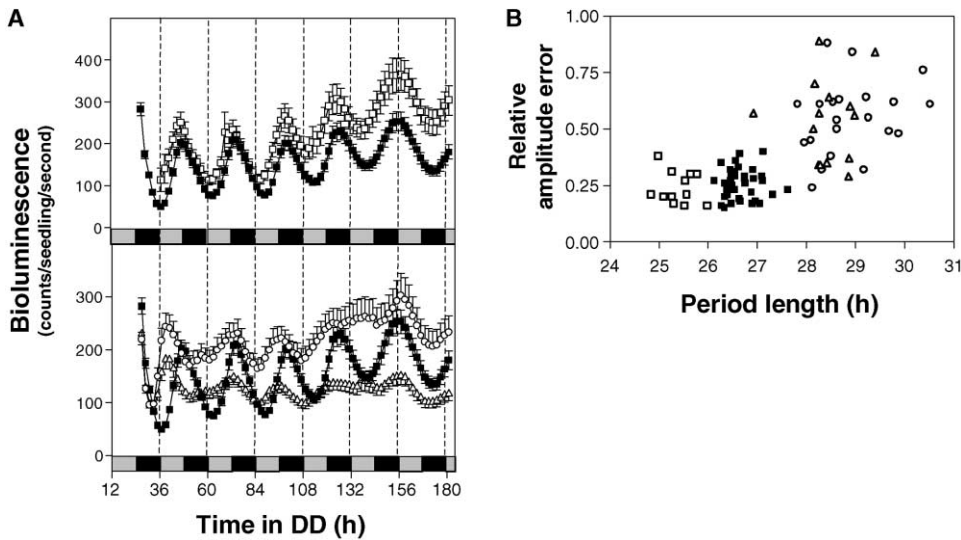 A
Bioluminescence
(counts/seedling/second)
400
300
200
100
0
300
200
100
0
12 36 60 84 108 132 156 180
Time in DD (h)
B
Relative
amplitude error
1.00
0.75
0.50
0.25
0.00
24 25 26 27 28 29 30 31
Period length (h)